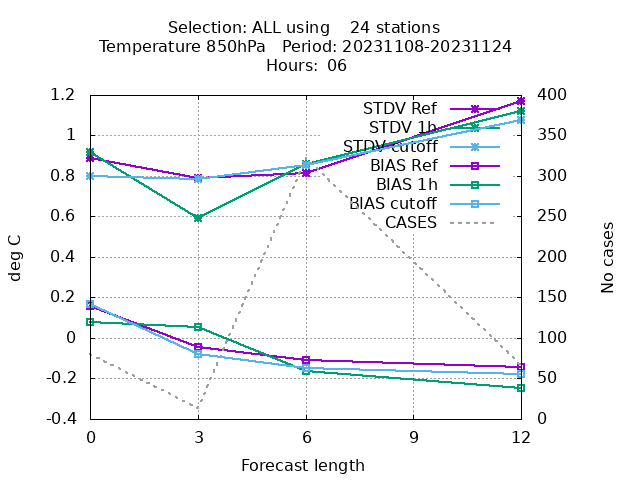 Selection: ALL using    24 stations
Temperature 850hPa   Period: 20231108-20231124
Hours:  06
1.2
1
0.8
0.6
0.4
0.2
0
-0.2
-0.4
400
350
300
250
200
150
100
50
0
STDV Ref
STDV 1h
STDV cutoff
BIAS Ref
BIAS 1h
BIAS cutoff
CASES
deg C
No cases
0 3 6 9 12
Forecast length